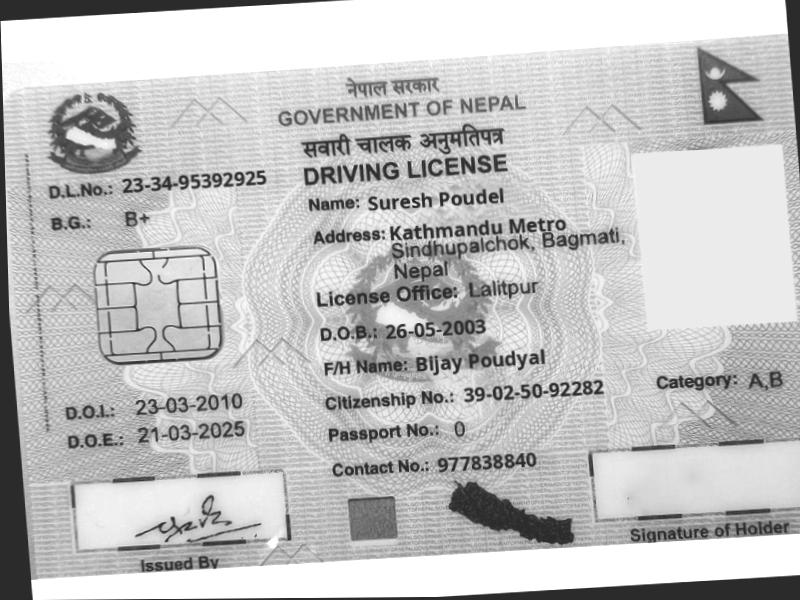 नेपाल सरकार
GOVERNMENT OF NEPAL
सवारी चालक अनुमतिपत्र
DRIVING LICENSE
D.L.No.: 23-34-95392925
B.G.: B+
Name: Suresh Poudel
Address: Kathmandu Metro
Sindhupalchok, Bagmati,
Nepal
License Office: Lalitpur
D.O.B.: 26-05-2003
F/H Name: Bijay Poudyal
Citizenship No.: 39-02-50-92282
Category: A,B
D.O.I.: 23-03-2010
Passport No.: 0
D.O.E.: 21-03-2025
Contact No.: 977838840
Issued By
Signature of Holder